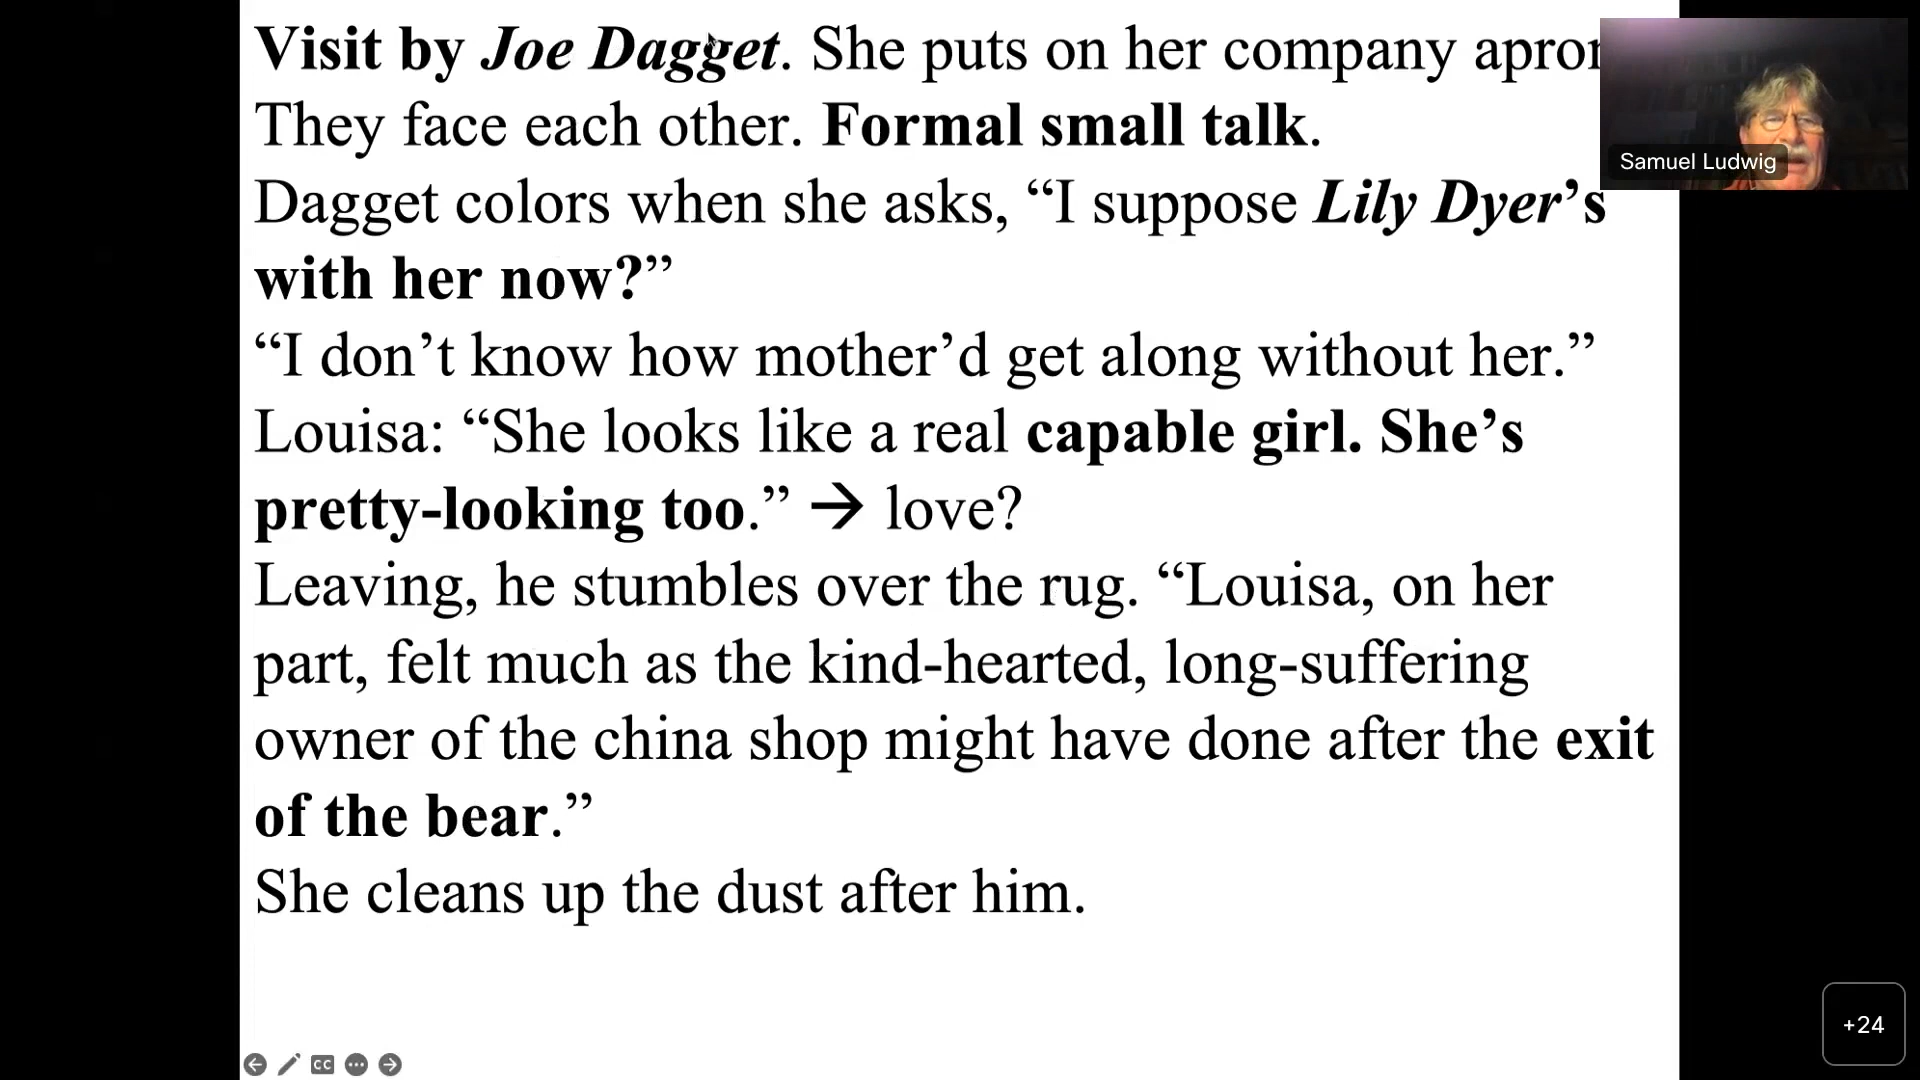 Visit by Joe Dagget. She puts on her company apron
They face each other. Formal small talk.
Samuel Ludwig
Dagget colors when she asks, “I suppose Lily Dyer’s
with her now?”
“I don’t know how mother’d get along without her.”
Louisa: “She looks like a real capable girl. She’s
pretty-looking too.” → love?
Leaving, he stumbles over the rug. “Louisa, on her
part, felt much as the kind-hearted, long-suffering
owner of the china shop might have done after the exit
of the bear.”
She cleans up the dust after him.
+24
CC